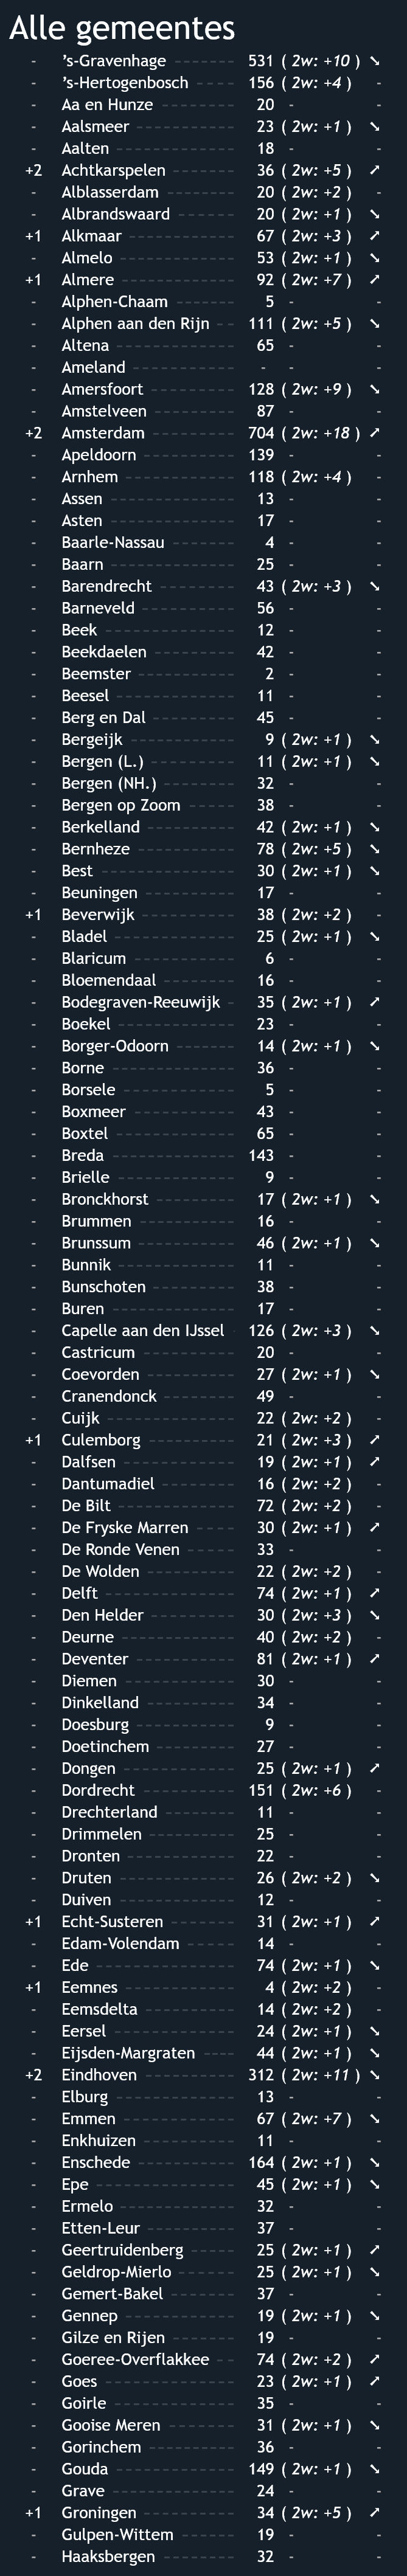 Alle gemeentes
- 's-Gravenhage 531 ( 2w: +10 ) ➘
- 's-Hertogenbosch 156 ( 2w: +4 ) -
- Aa en Hunze 20 - -
- Aalsmeer 23 ( 2w: +1 ) ➘
- Aalten 18 - -
+2 Achtkarspelen 36 ( 2w: +5 ) ➚
- Alblasserdam 20 ( 2w: +2 ) -
- Albrandswaard 20 ( 2w: +1 ) ➘
+1 Alkmaar 67 ( 2w: +3 ) ➚
- Almelo 53 ( 2w: +1 ) ➘
+1 Almere 92 ( 2w: +7 ) ➚
- Alphen-Chaam 5 - -
- Alphen aan den Rijn 111 ( 2w: +5 ) ➘
- Altena 65 - -
- Ameland - - -
- Amersfoort 128 ( 2w: +9 ) ➘
- Amstelveen 87 - -
+2 Amsterdam 704 ( 2w: +18 ) ➚
- Apeldoorn 139 - -
- Arnhem 118 ( 2w: +4 ) -
- Assen 13 - -
- Asten 17 - -
- Baarle-Nassau 4 - -
- Baarn 25 - -
- Barendrecht 43 ( 2w: +3 ) ➘
- Barneveld 56 - -
- Beek 12 - -
- Beekdaelen 42 - -
- Beemster 2 - -
- Beesel 11 - -
- Berg en Dal 45 - -
- Bergeijk 9 ( 2w: +1 ) ➘
- Bergen (L.) 11 ( 2w: +1 ) ➘
- Bergen (NH.) 32 - -
- Bergen op Zoom 38 - -
- Berkelland 42 ( 2w: +1 ) ➘
- Bernheze 78 ( 2w: +5 ) ➘
- Best 30 ( 2w: +1 ) ➘
- Beuningen 17 - -
+1 Beverwijk 38 ( 2w: +2 ) -
- Bladel 25 ( 2w: +1 ) ➘
- Blaricum 6 - -
- Bloemendaal 16 - -
- Bodegraven-Reeuwijk 35 ( 2w: +1 ) ➚
- Boekel 23 - -
- Borger-Odoorn 14 ( 2w: +1 ) ➘
- Borne 36 - -
- Borsele 5 - -
- Boxmeer 43 - -
- Boxtel 65 - -
- Breda 143 - -
- Brielle 9 - -
- Bronckhorst 17 ( 2w: +1 ) ➘
- Brummen 16 - -
- Brunssum 46 ( 2w: +1 ) ➘
- Bunnik 11 - -
- Bunschoten 38 - -
- Buren 17 - -
- Capelle aan den IJssel 126 ( 2w: +3 ) ➘
- Castricum 20 - -
- Coevorden 27 ( 2w: +1 ) ➘
- Cranendonck 49 - -
- Cuijk 22 ( 2w: +2 ) -
+1 Culemborg 21 ( 2w: +3 ) ➚
- Dalfsen 19 ( 2w: +1 ) ➚
- Dantumadiel 16 ( 2w: +2 ) -
- De Bilt 72 ( 2w: +2 ) -
- De Fryske Marren 30 ( 2w: +1 ) ➚
- De Ronde Venen 33 - -
- De Wolden 22 ( 2w: +2 ) -
- Delft 74 ( 2w: +1 ) ➚
- Den Helder 30 ( 2w: +3 ) ➘
- Deurne 40 ( 2w: +2 ) -
- Deventer 81 ( 2w: +1 ) ➚
- Diemen 30 - -
- Dinkelland 34 - -
- Doesburg 9 - -
- Doetinchem 27 - -
- Dongen 25 ( 2w: +1 ) ➚
- Dordrecht 151 ( 2w: +6 ) -
- Drechterland 11 - -
- Drimmelen 25 - -
- Dronten 22 - -
- Druten 26 ( 2w: +2 ) ➘
- Duiven 12 - -
+1 Echt-Susteren 31 ( 2w: +1 ) ➚
- Edam-Volendam 14 - -
- Ede 74 ( 2w: +1 ) ➘
+1 Eemnes 4 ( 2w: +2 ) -
- Eemsdelta 14 ( 2w: +2 ) -
- Eersel 24 ( 2w: +1 ) ➘
- Eijsden-Margraten 44 ( 2w: +1 ) ➘
+2 Eindhoven 312 ( 2w: +11 ) ➘
- Elburg 13 - -
- Emmen 67 ( 2w: +7 ) ➘
- Enkhuizen 11 - -
- Enschede 164 ( 2w: +1 ) ➘
- Epe 45 ( 2w: +1 ) ➘
- Ermelo 32 - -
- Etten-Leur 37 - -
- Geertruidenberg 25 ( 2w: +1 ) ➚
- Geldrop-Mierlo 25 ( 2w: +1 ) ➘
- Gemert-Bakel 37 - -
- Gennep 19 ( 2w: +1 ) ➘
- Gilze en Rijen 19 - -
- Goeree-Overflakkee 74 ( 2w: +2 ) ➚
- Goes 23 ( 2w: +1 ) ➚
- Goirle 35 - -
- Gooise Meren 31 ( 2w: +1 ) ➘
- Gorinchem 36 - -
- Gouda 149 ( 2w: +1 ) ➘
- Grave 24 - -
+1 Groningen 34 ( 2w: +5 ) ➚
- Gulpen-Wittem 19 - -
- Haaksbergen 32 - -